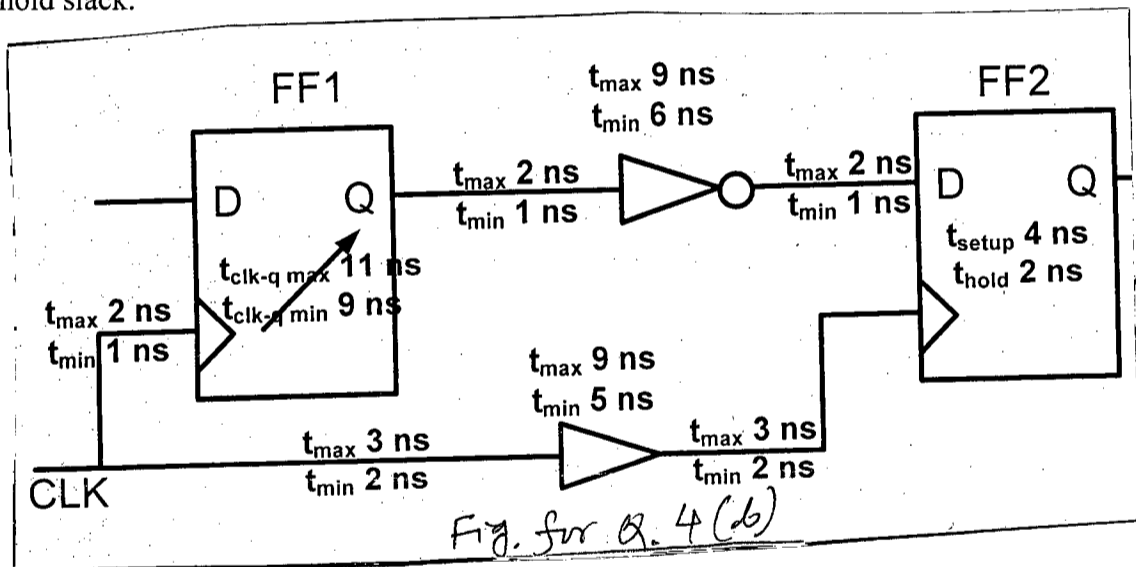 hold slack.
FF1
t_max 9 ns
t_min 6 ns
FF2
t_max 2 ns
t_min 1 ns
t_max 2 ns
t_min 1 ns
D
Q
D
Q
t_setup 4 ns
t_hold 2 ns
t_clk-q max 11 ns
t_clk-q min 9 ns
t_max 2 ns
t_min 1 ns
t_max 9 ns
t_min 5 ns
t_max 3 ns
t_min 2 ns
t_max 3 ns
t_min 2 ns
CLK
Fig. for Q. 4 (b)